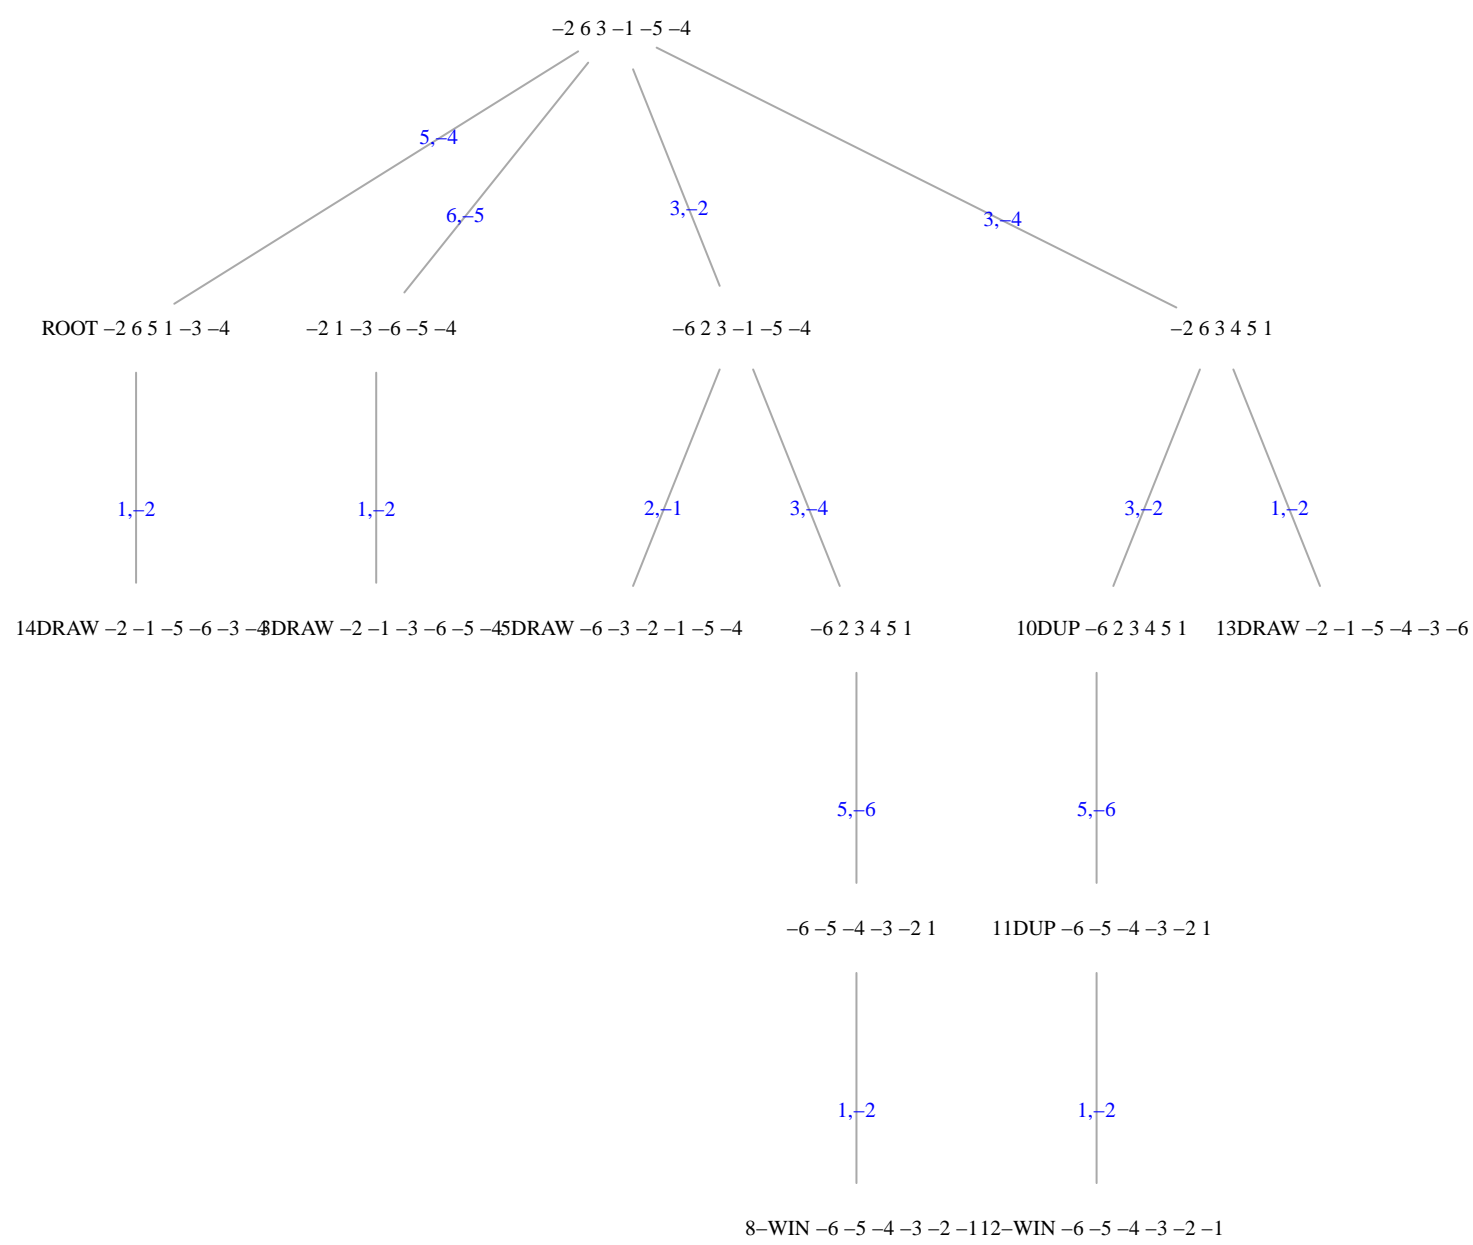 −2 6 3 −1 −5 −4
5,−4
6,−5
3,−2
3,−4
ROOT −2 6 5 1 −3 −4
−2 1 −3 −6 −5 −4
−6 2 3 −1 −5 −4
−2 6 3 4 5 1
1,−2
1,−2
2,−1
3,−4
3,−2
1,−2
14DRAW −2 −1 −5 −6 −3 −4
3DRAW −2 −1 −3 −6 −5 −4
5DRAW −6 −3 −2 −1 −5 −4
−6 2 3 4 5 1
10DUP −6 2 3 4 5 1
13DRAW −2 −1 −5 −4 −3 −6
5,−6
5,−6
−6 −5 −4 −3 −2 1
11DUP −6 −5 −4 −3 −2 1
1,−2
1,−2
8−WIN −6 −5 −4 −3 −2 −1
12−WIN −6 −5 −4 −3 −2 −1